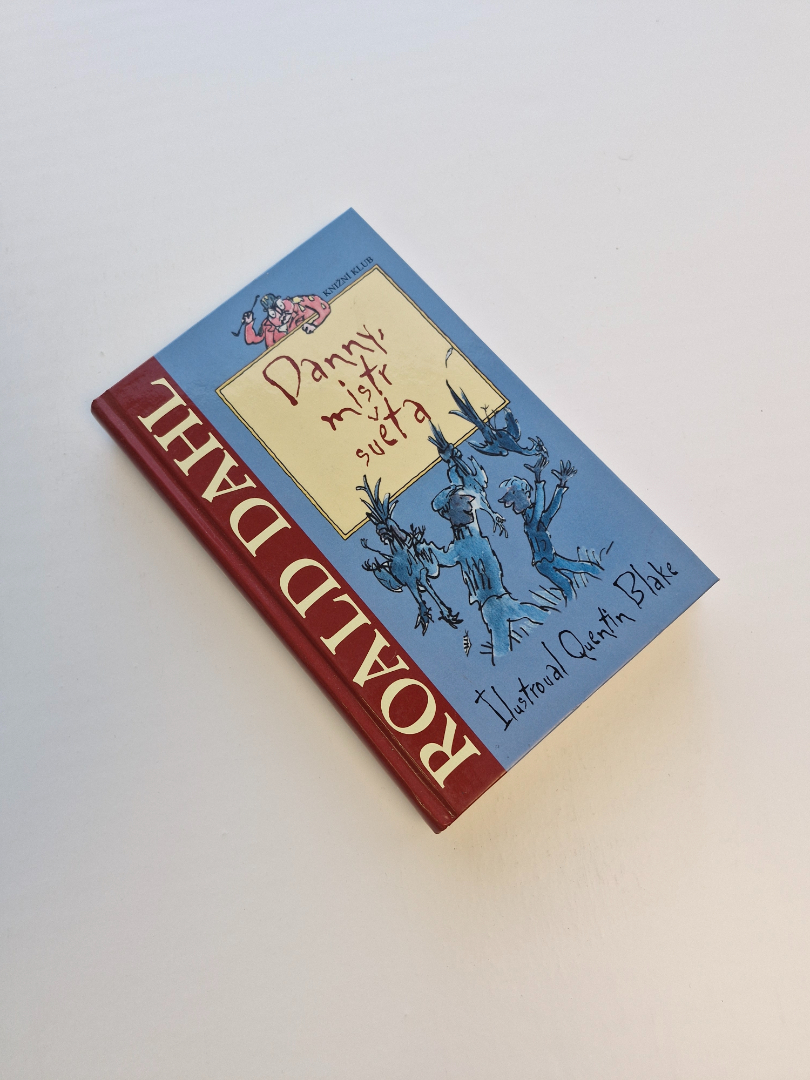 ROALD DAHL
KNIŽNÍ KLUB
Danny,
mistr
světa
Ilustroval Quentin Blake